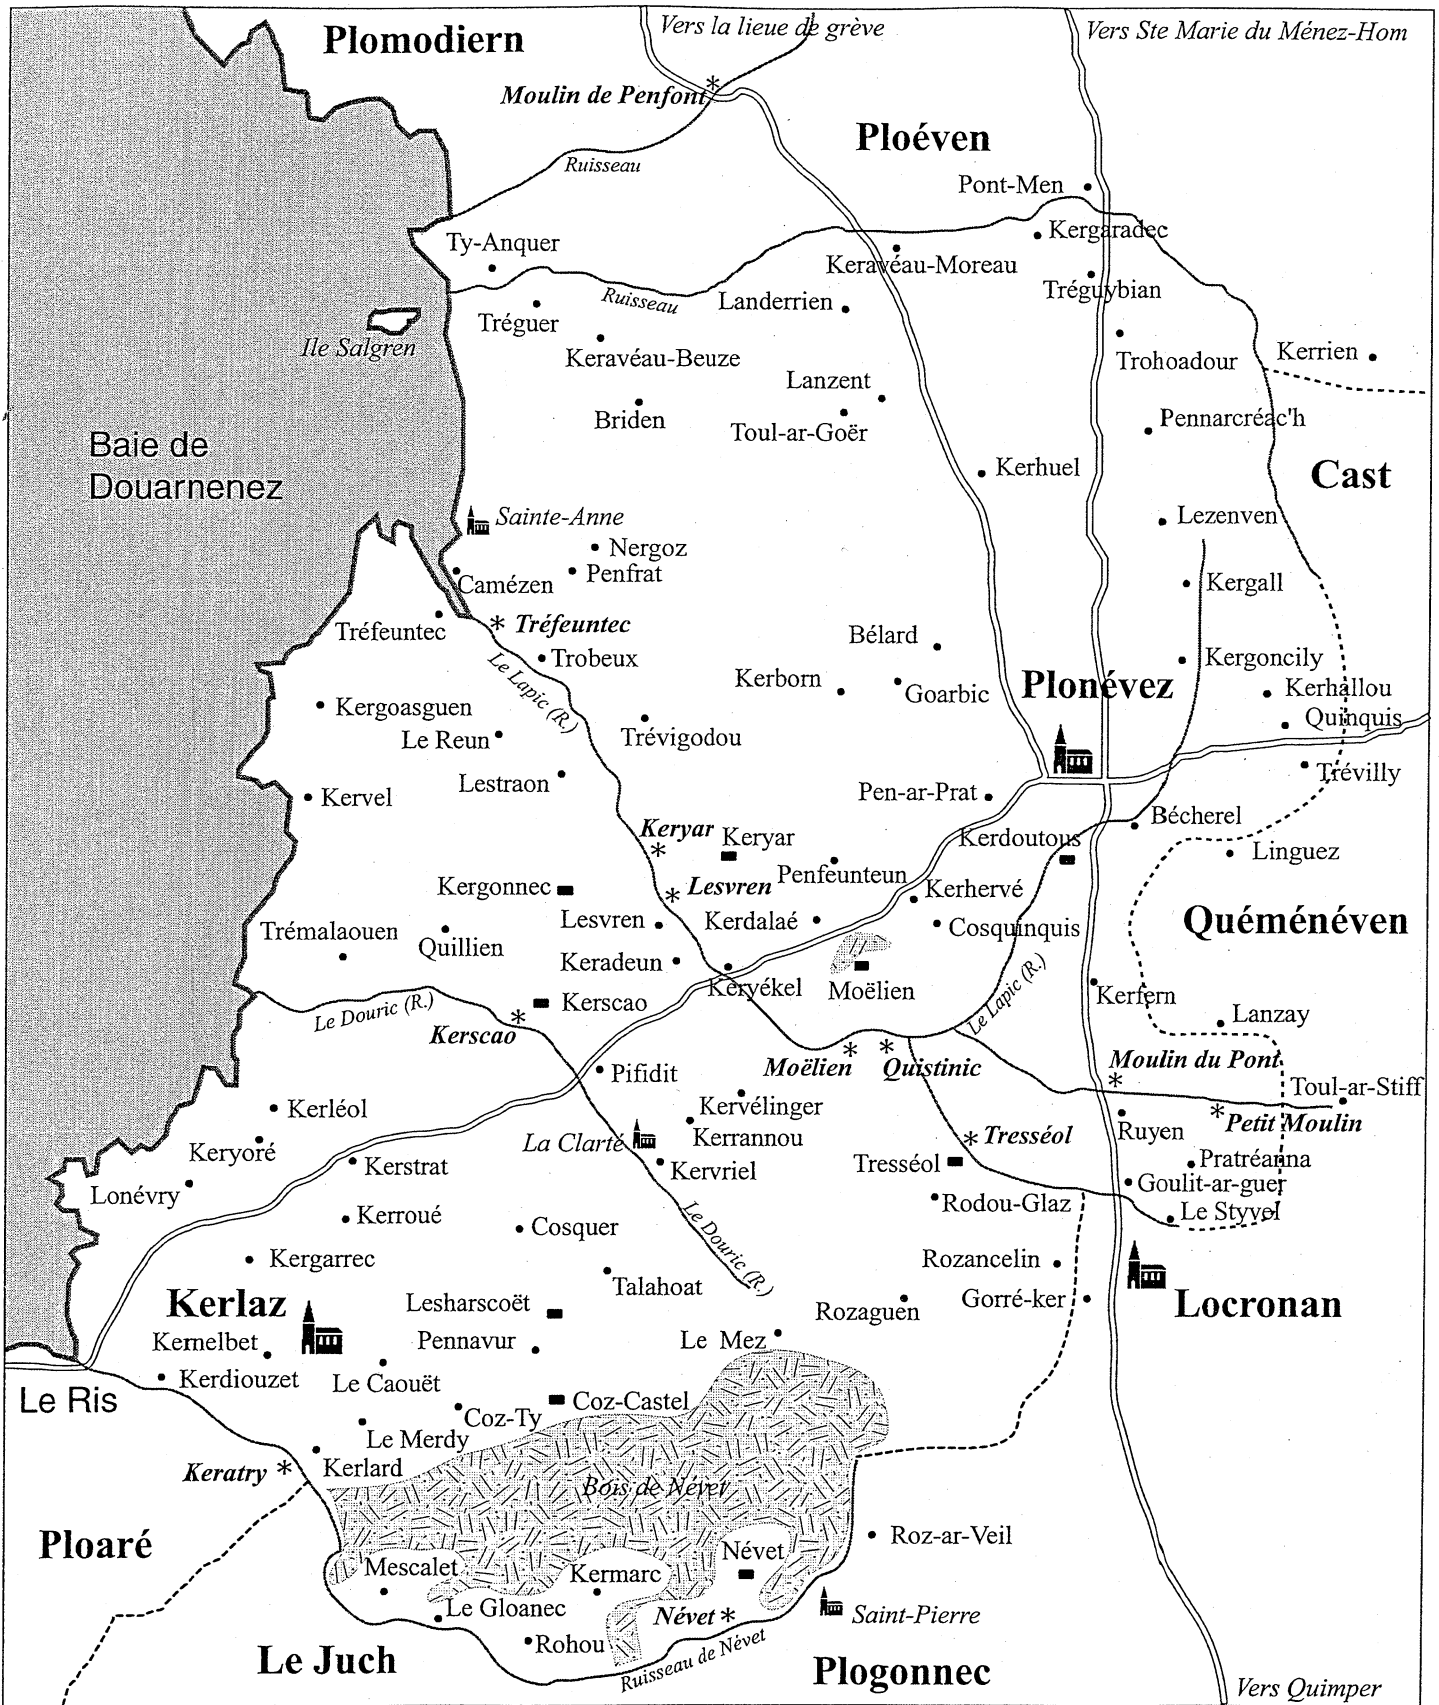 Plomodiern
Vers la lieue de grève
Vers Ste Marie du Ménez-Hom
Moulin de Penfont
Ploéven
Ruisseau
Pont-Men
Kergaradec
Ty-Anquer
Keravéau-Moreau
Tréguybian
Ruisseau
Landerrien
Tréguer
Ile Salgren
Keravéau-Beuze
Trohoadour
Kerrien
Lanzent
Briden
Toul-ar-Goër
Pennarcréac'h
Baie de
Douarnenez
Kerhuel
Cast
Sainte-Anne
Lezenven
Nergoz
Penfrat
Camézen
Kergall
Tréfeuntec
Tréfeuntec
Bélard
Trobeux
Le Lapic (R.)
Kergoncily
Kerborn
Goarbic
Plonévez
Kerhallou
Kergoasguen
Quinquis
Le Reun
Trévigodou
Trévilly
Lestraon
Kervel
Pen-ar-Prat
Bécherel
Keryar
Keryar
Kerdoutous
Linguez
Kergonnec
Lesvren
Penfeunteun
Kerhervé
Lesvren
Kerdalaé
Cosquinquis
Quéménéven
Trémalaouen
Quillien
Keradeun
Keryékel
Moëlien
Kerfern
Le Lapic (R.)
Le Douric (R.)
Kerscao
Lanzay
Kerscao
Moëlien
Quistinic
Moulin du Pont
Pifidit
Toul-ar-Stiff
Kerléol
Kervélinger
Petit Moulin
Kerrannou
Ruyen
La Clarté
Tresséol
Keryoré
Kerstrat
Kervriel
Tresséol
Pratréanna
Lonévry
Goulit-ar-guer
Rodou-Glaz
Le Styvel
Kerroué
Cosquer
Le Douric (R.)
Kergarrec
Rozancelin
Talahoat
Kerlaz
Lesharscoët
Rozaguen
Gorré-ker
Locronan
Kernelbet
Pennavur
Le Mez
Kerdiouzet
Le Caouët
Le Ris
Coz-Castel
Coz-Ty
Le Merdy
Keratry
Kerlard
Bois de Névet
Ploaré
Roz-ar-Veil
Névet
Mescalet
Kermarc
Le Gloanec
Névet
Saint-Pierre
Rohou
Ruisseau de Névet
Le Juch
Plogonnec
Vers Quimper